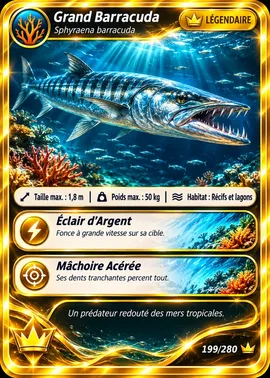 Grand Barracuda
Sphyraena barracuda
LÉGENDAIRE
Taille max. : 1,8 m | Poids max. : 50 kg | Habitat : Récifs et lagons
Éclair d'Argent
Fonce à grande vitesse sur sa cible.
Mâchoire Acérée
Ses dents tranchantes percent tout.
Un prédateur redouté des mers tropicales.
199/280